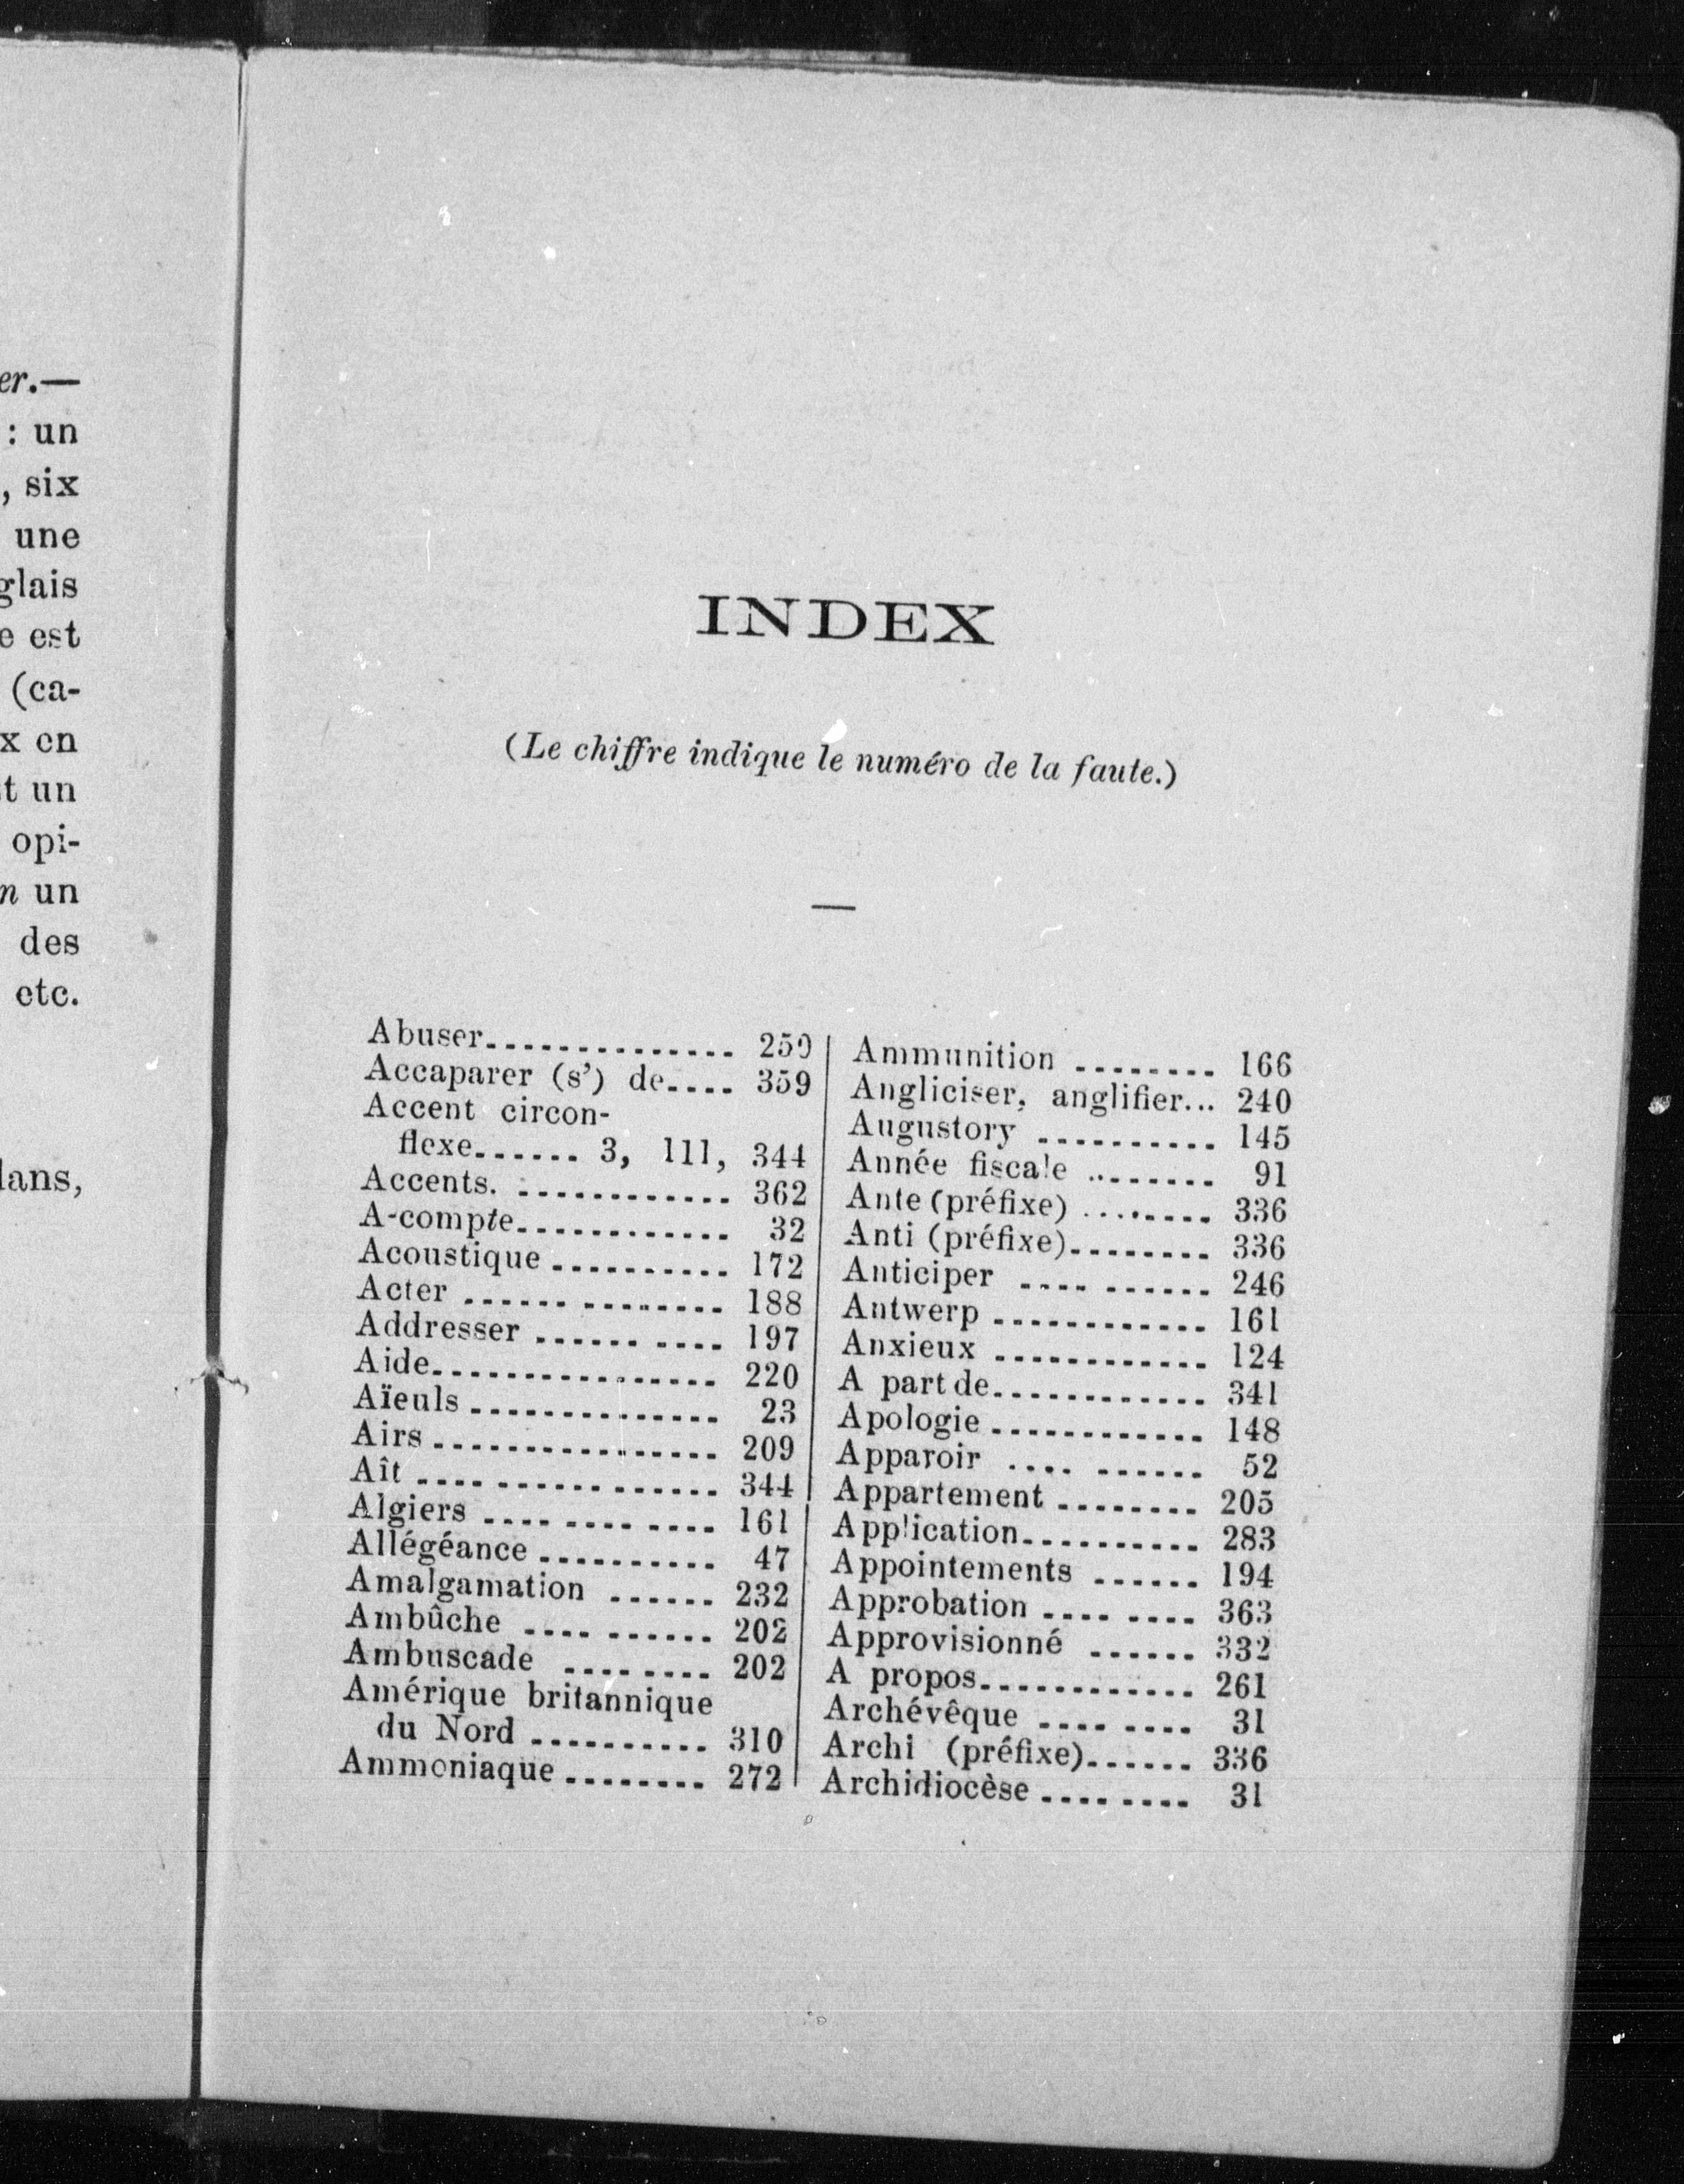 er.—
: un
, six
une
glais
e est
(ca-
x en
t un
opi-
n un
des
etc.
lans,
INDEX
(Le chiffre indique le numéro de la faute.)
—
Abuser.............. 259
Accaparer (s') de.... 359
Accent circon-
flexe...... 3, 111, 344
Accents. ............ 362
A-compte............ 32
Acoustique .......... 172
Acter ...... ........ 188
Addresser ...... .... 197
Aide................ 220
Aïeuls .............. 23
Airs ................ 209
Aît .... ............ 344
Algiers .... .... .... 161
Allégéance .......... 47
Amalgamation ...... 232
Ambûche .... ...... 202
Ambuscade .... .... 202
Amérique britannique
du Nord .......... 310
Ammoniaque ........ 272
Ammunition ........ 166
Angliciser, anglifier... 240
Augustory .......... 145
Année fiscale ........ 91
Ante (préfixe) ........ 336
Anti (préfixe)........ 336
Anticiper .... ...... 246
Antwerp ............ 161
Anxieux ............ 124
A part de............ 341
Apologie ............ 148
Apparoir .... ...... 52
Appartement ........ 205
Application.......... 283
Appointements ...... 194
Approbation .... .... 363
Approvisionné ...... 332
A propos............ 261
Archévêque .... .... 31
Archi (préfixe)...... 336
Archidiocèse .... .... 31